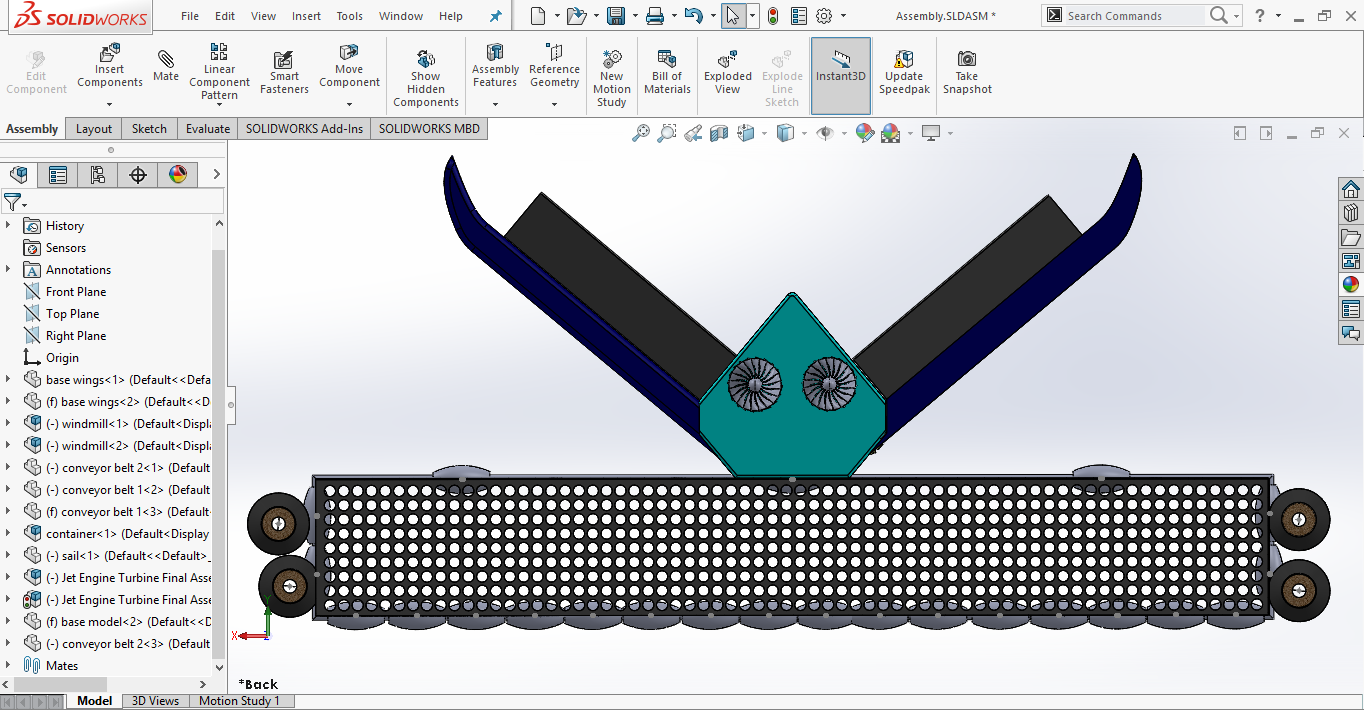 SOLIDWORKS File Edit View Insert Tools Window Help Assembly.SLDASM * Search Commands ?
Edit Component
Insert Components
Mate
Linear Component Pattern
Smart Fasteners
Move Component
Show Hidden Components
Assembly Features
Reference Geometry
New Motion Study
Bill of Materials
Exploded View
Explode Line Sketch
Instant3D
Update Speedpak
Take Snapshot
Assembly Layout Sketch Evaluate SOLIDWORKS Add-Ins SOLIDWORKS MBD
History
Sensors
A Annotations
Front Plane
Top Plane
Right Plane
Origin
base wings<1> (Default<<Defa
(f) base wings<2> (Default<<D
(-) windmill<1> (Default<Displa
(-) windmill<2> (Default<Displa
(-) conveyor belt 2<1> (Default
(-) conveyor belt 1<2> (Default
(f) conveyor belt 1<3> (Default
container<1> (Default<Display
(-) sail<1> (Default<<Default>_
(-) Jet Engine Turbine Final Asse
(-) Jet Engine Turbine Final Asse
(f) base model<2> (Default<<D
(-) conveyor belt 2<3> (Default
Mates
Y
X
*Back
Model 3D Views Motion Study 1